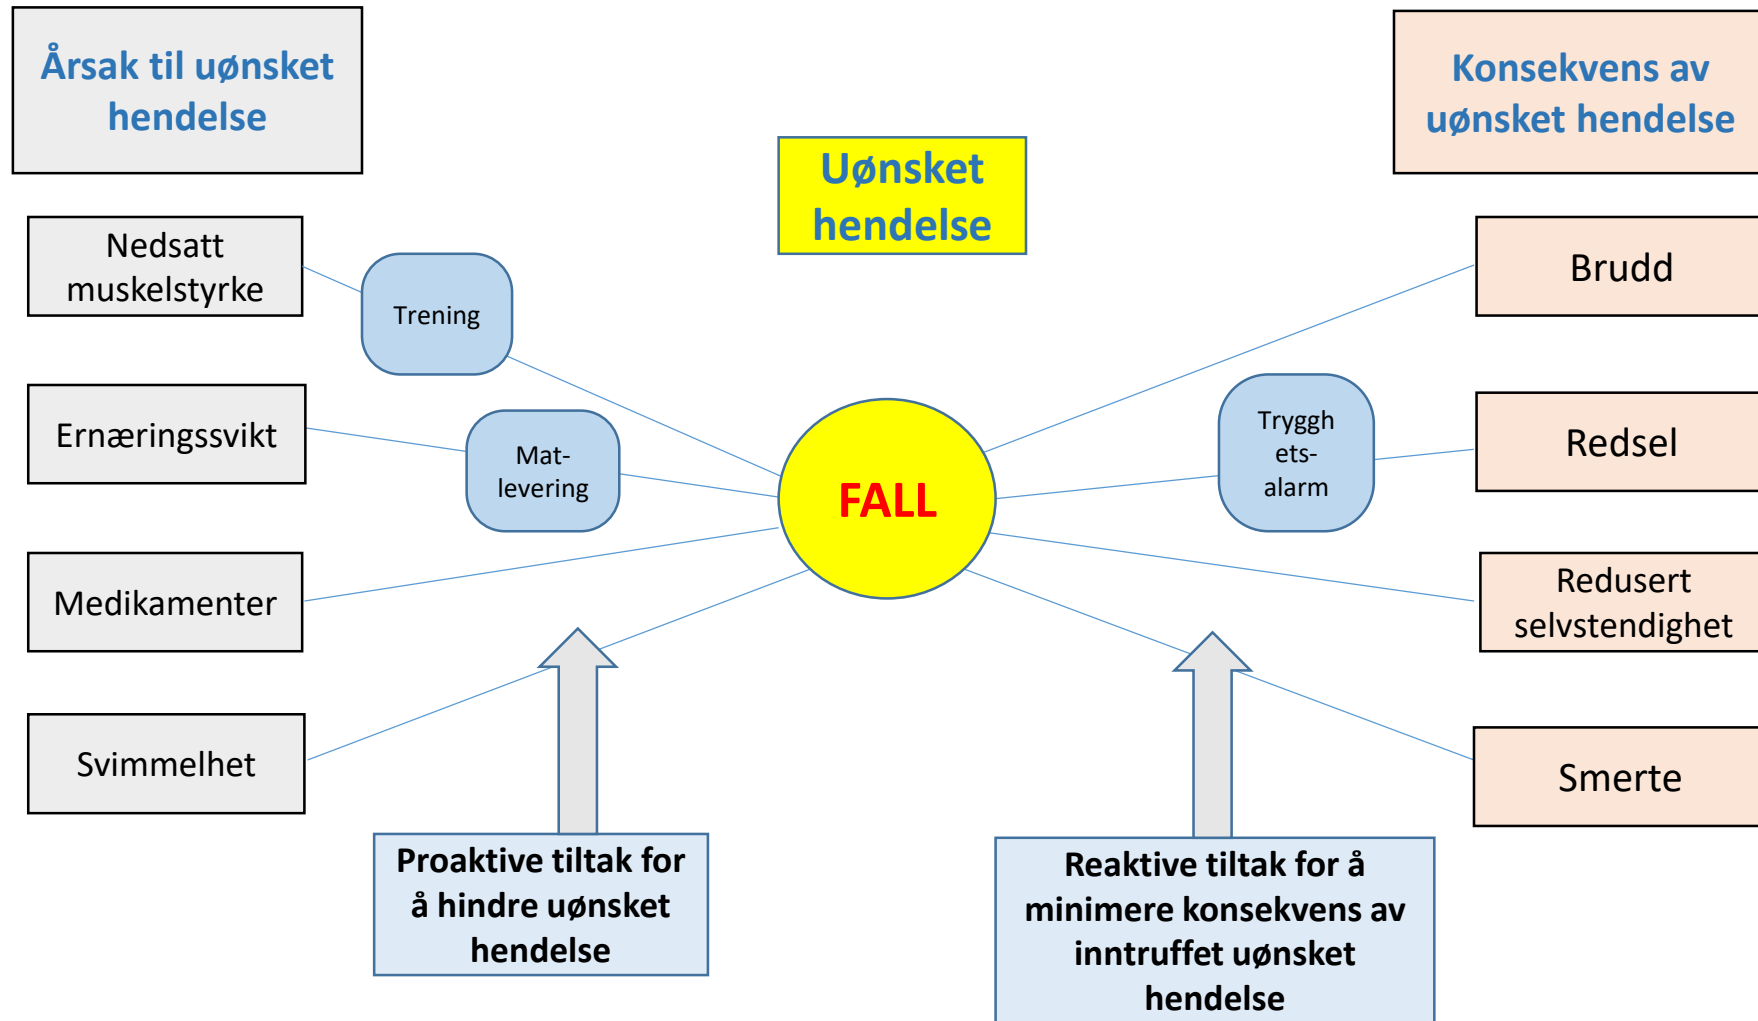 Årsak til uønsket
hendelse
Konsekvens av
uønsket hendelse
Uønsket
hendelse
Nedsatt
muskelstyrke
Trening
Brudd
Ernæringssvikt
Mat-
levering
FALL
Tryggh
ets-
alarm
Redsel
Medikamenter
Redusert
selvstendighet
Svimmelhet
Smerte
Proaktive tiltak for
å hindre uønsket
hendelse
Reaktive tiltak for å
minimere konsekvens av
inntruffet uønsket
hendelse